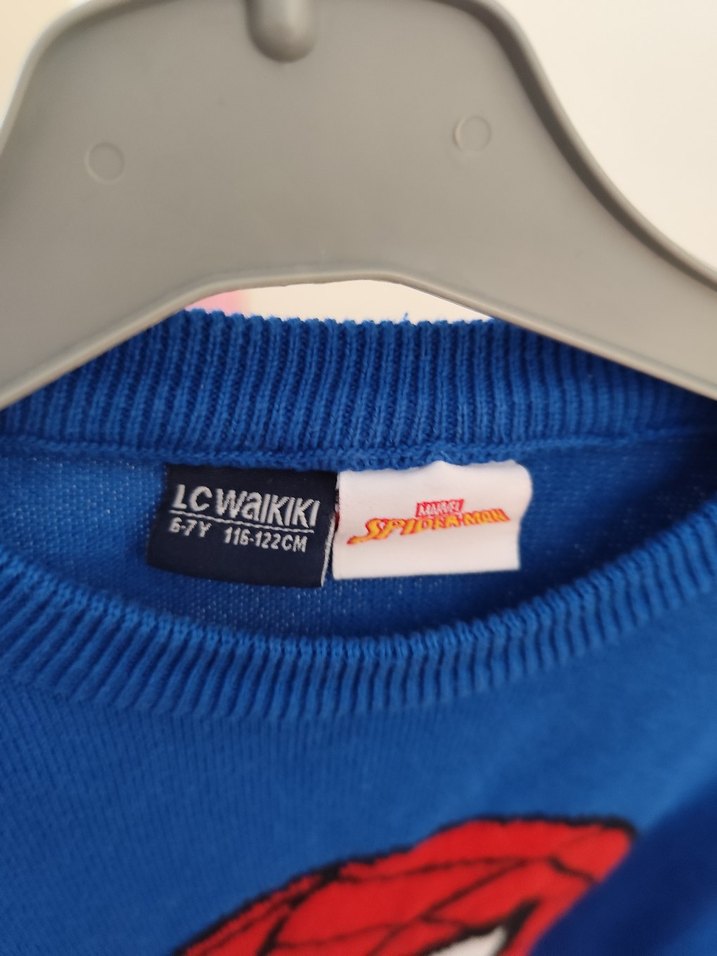 LC WAIKIKI
6-7Y 116-122CM
MARVEL
SPIDER-MAN